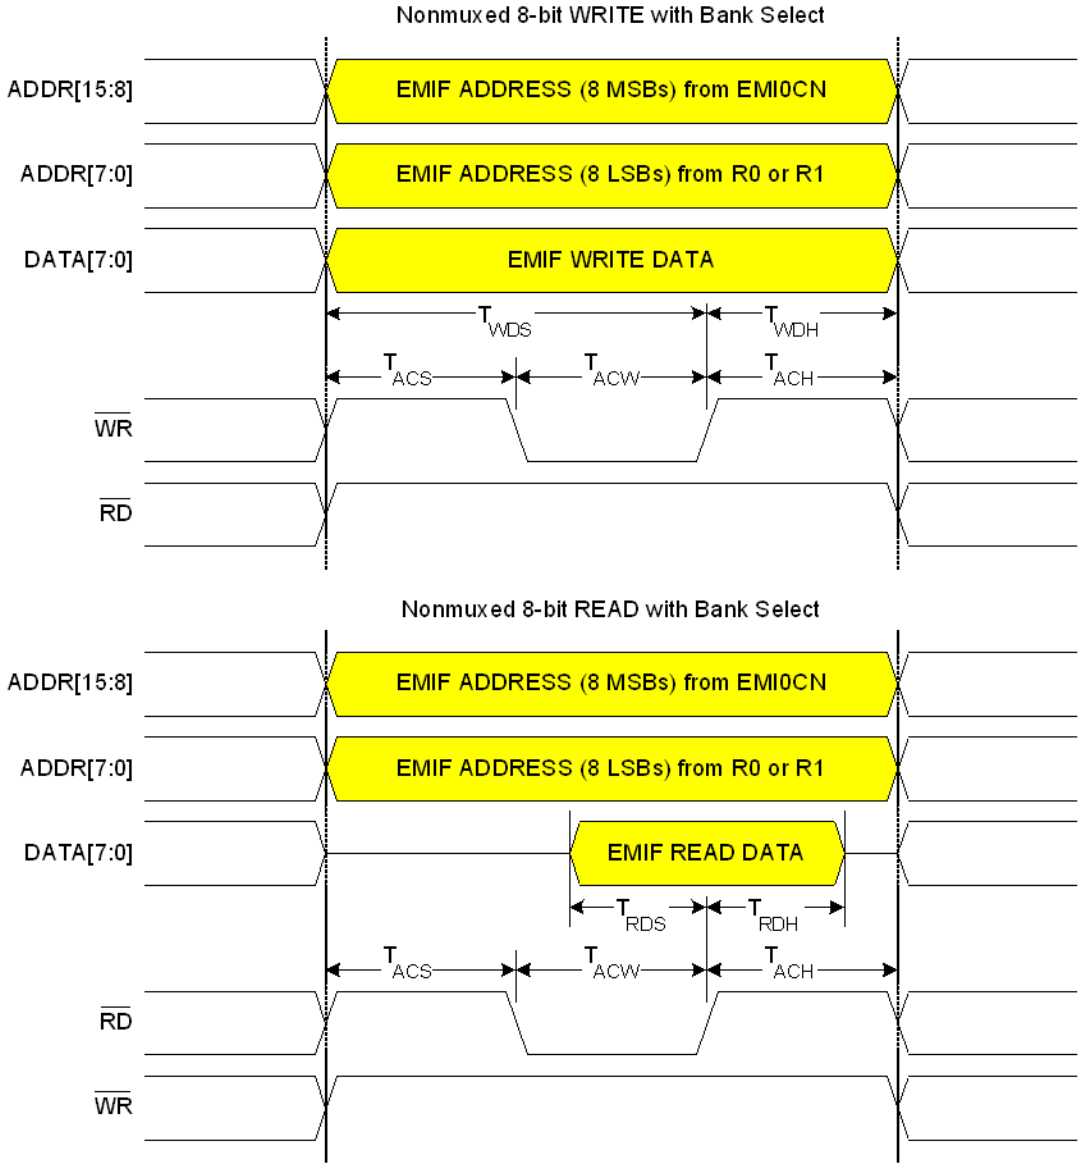 Nonmuxed 8-bit WRITE with Bank Select
ADDR[15:8] EMIF ADDRESS (8 MSBs) from EMI0CN
ADDR[7:0] EMIF ADDRESS (8 LSBs) from R0 or R1
DATA[7:0] EMIF WRITE DATA
TWDS TWDH
TACS TACW TACH
WR
RD
Nonmuxed 8-bit READ with Bank Select
ADDR[15:8] EMIF ADDRESS (8 MSBs) from EMI0CN
ADDR[7:0] EMIF ADDRESS (8 LSBs) from R0 or R1
DATA[7:0] EMIF READ DATA
TRDS TRDH
TACS TACW TACH
RD
WR